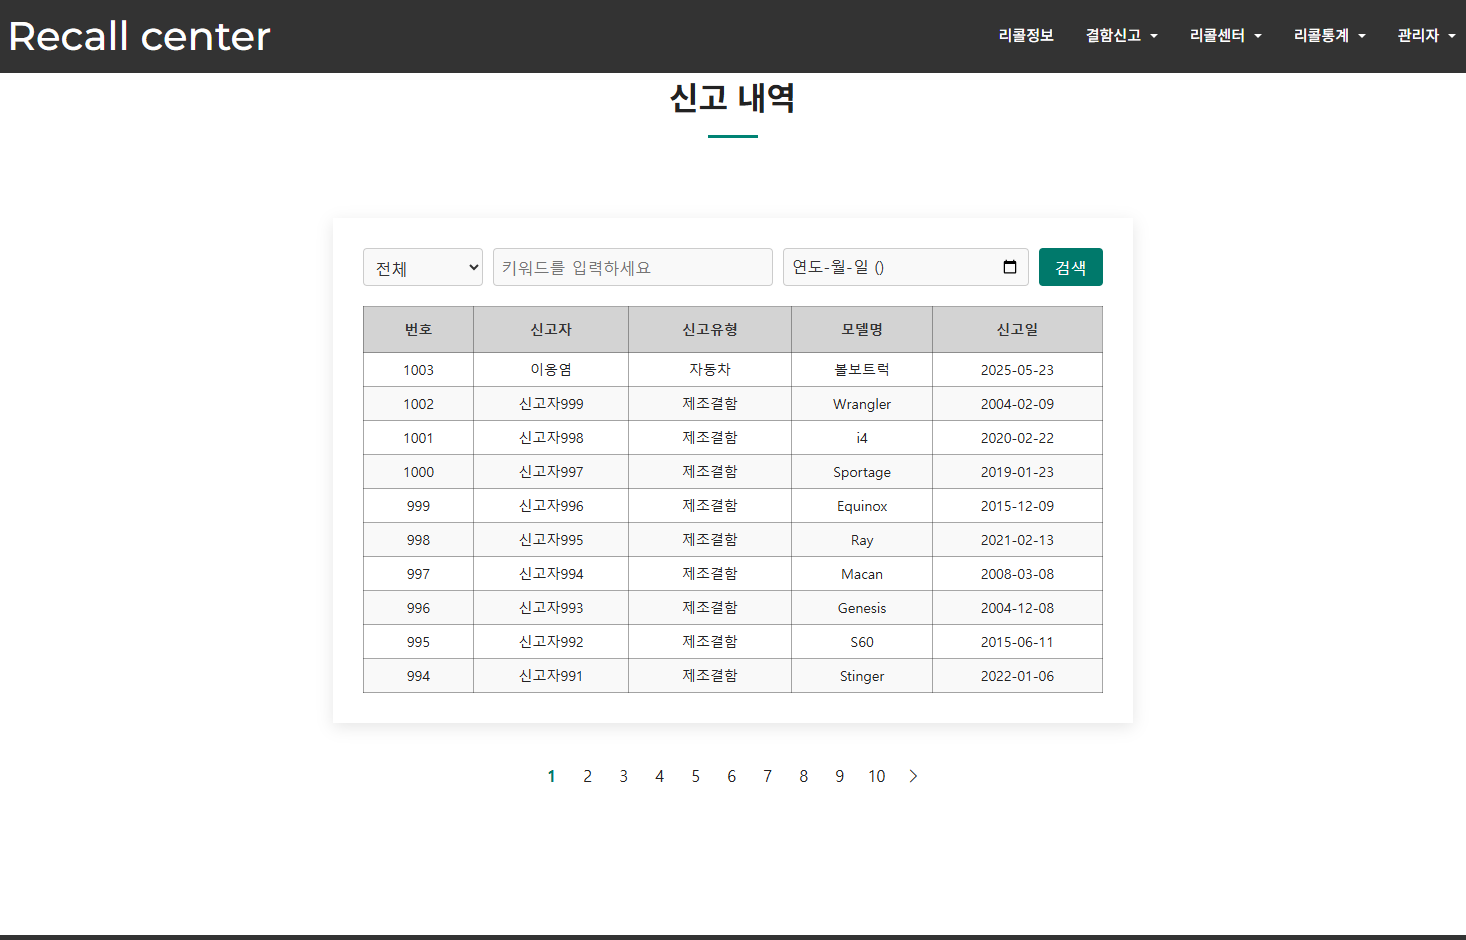 Recall center
리콜정보 결함신고 리콜센터 리콜통계 관리자
신고 내역
전체 키워드를 입력하세요 연도-월-일 () 검색
번호 신고자 신고유형 모델명 신고일
1003 이옹염 자동차 볼보트럭 2025-05-23
1002 신고자999 제조결함 Wrangler 2004-02-09
1001 신고자998 제조결함 i4 2020-02-22
1000 신고자997 제조결함 Sportage 2019-01-23
999 신고자996 제조결함 Equinox 2015-12-09
998 신고자995 제조결함 Ray 2021-02-13
997 신고자994 제조결함 Macan 2008-03-08
996 신고자993 제조결함 Genesis 2004-12-08
995 신고자992 제조결함 S60 2015-06-11
994 신고자991 제조결함 Stinger 2022-01-06
1 2 3 4 5 6 7 8 9 10